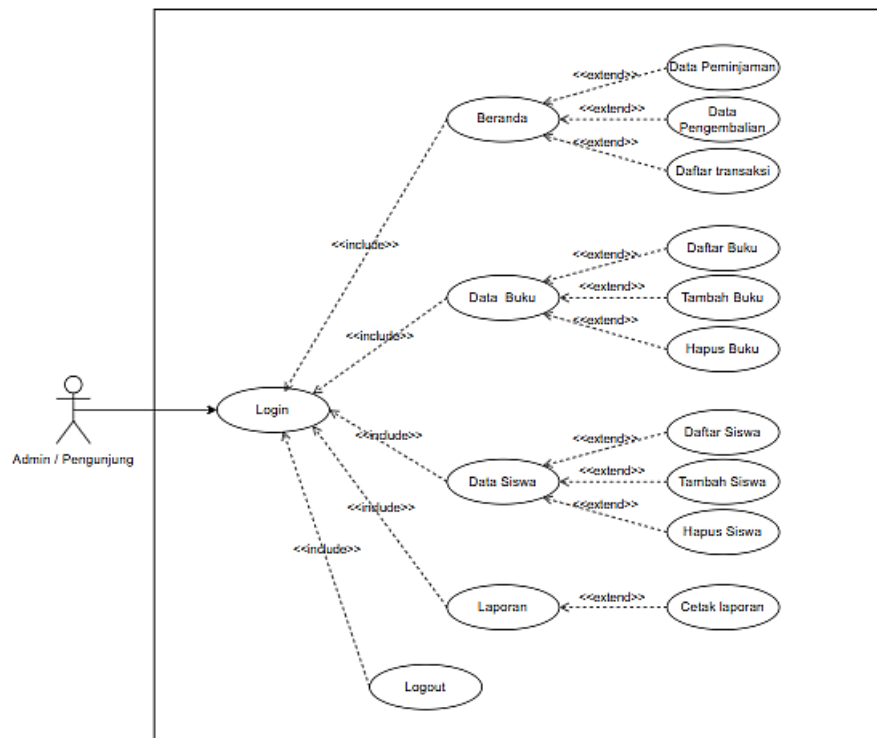 Data Peminjaman
<<extend>>
Beranda
<<extend>>
Data
Pengembalian
<<extend>>
Daftar transaksi
<<include>>
Daftar Buku
<<extend>>
Data Buku
<<extend>>
Tambah Buku
<<extend>>
Hapus Buku
<<include>>
Login
Admin / Pengunjung
Daftar Siswa
<<include>>
<<extend>>
Data Siswa
<<extend>>
Tambah Siswa
<<extend>>
Hapus Siswa
<<include>>
<<include>>
Laporan
<<extend>>
Cetak laporan
Logout